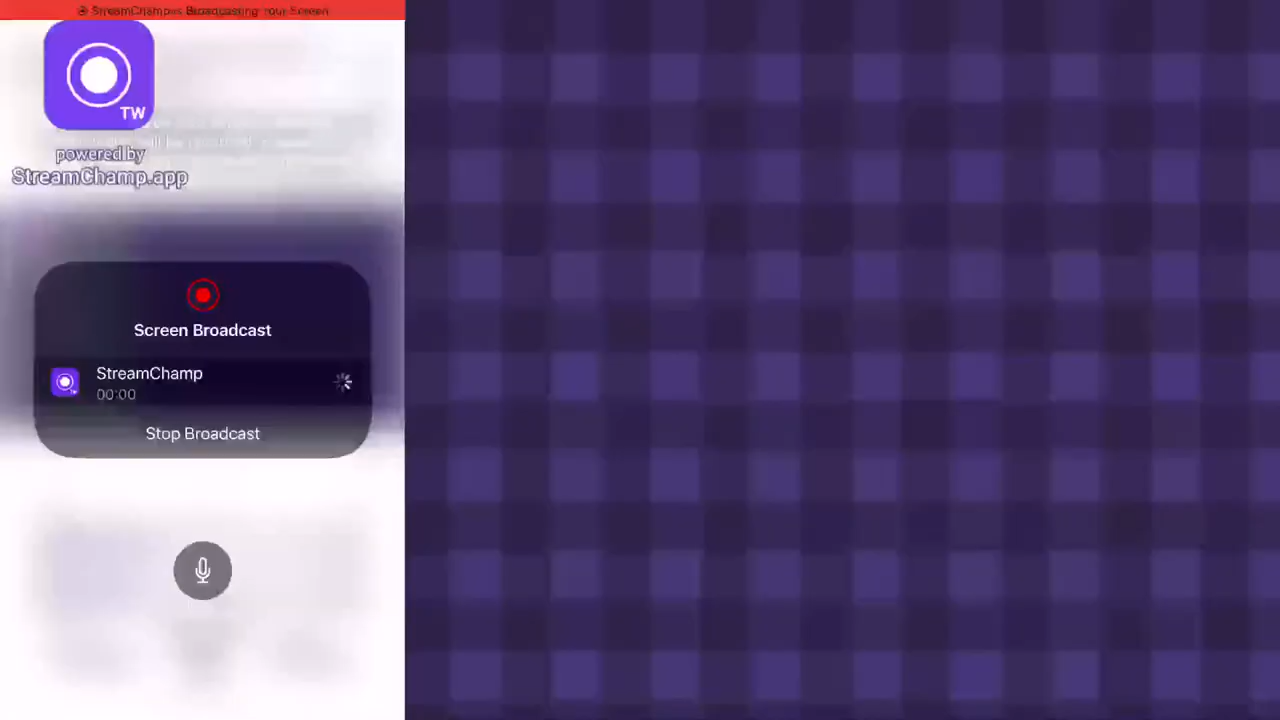 StreamChamp is Broadcasting Your Screen
TW
powered by
StreamChamp.app
Screen Broadcast
StreamChamp
00:00
Stop Broadcast